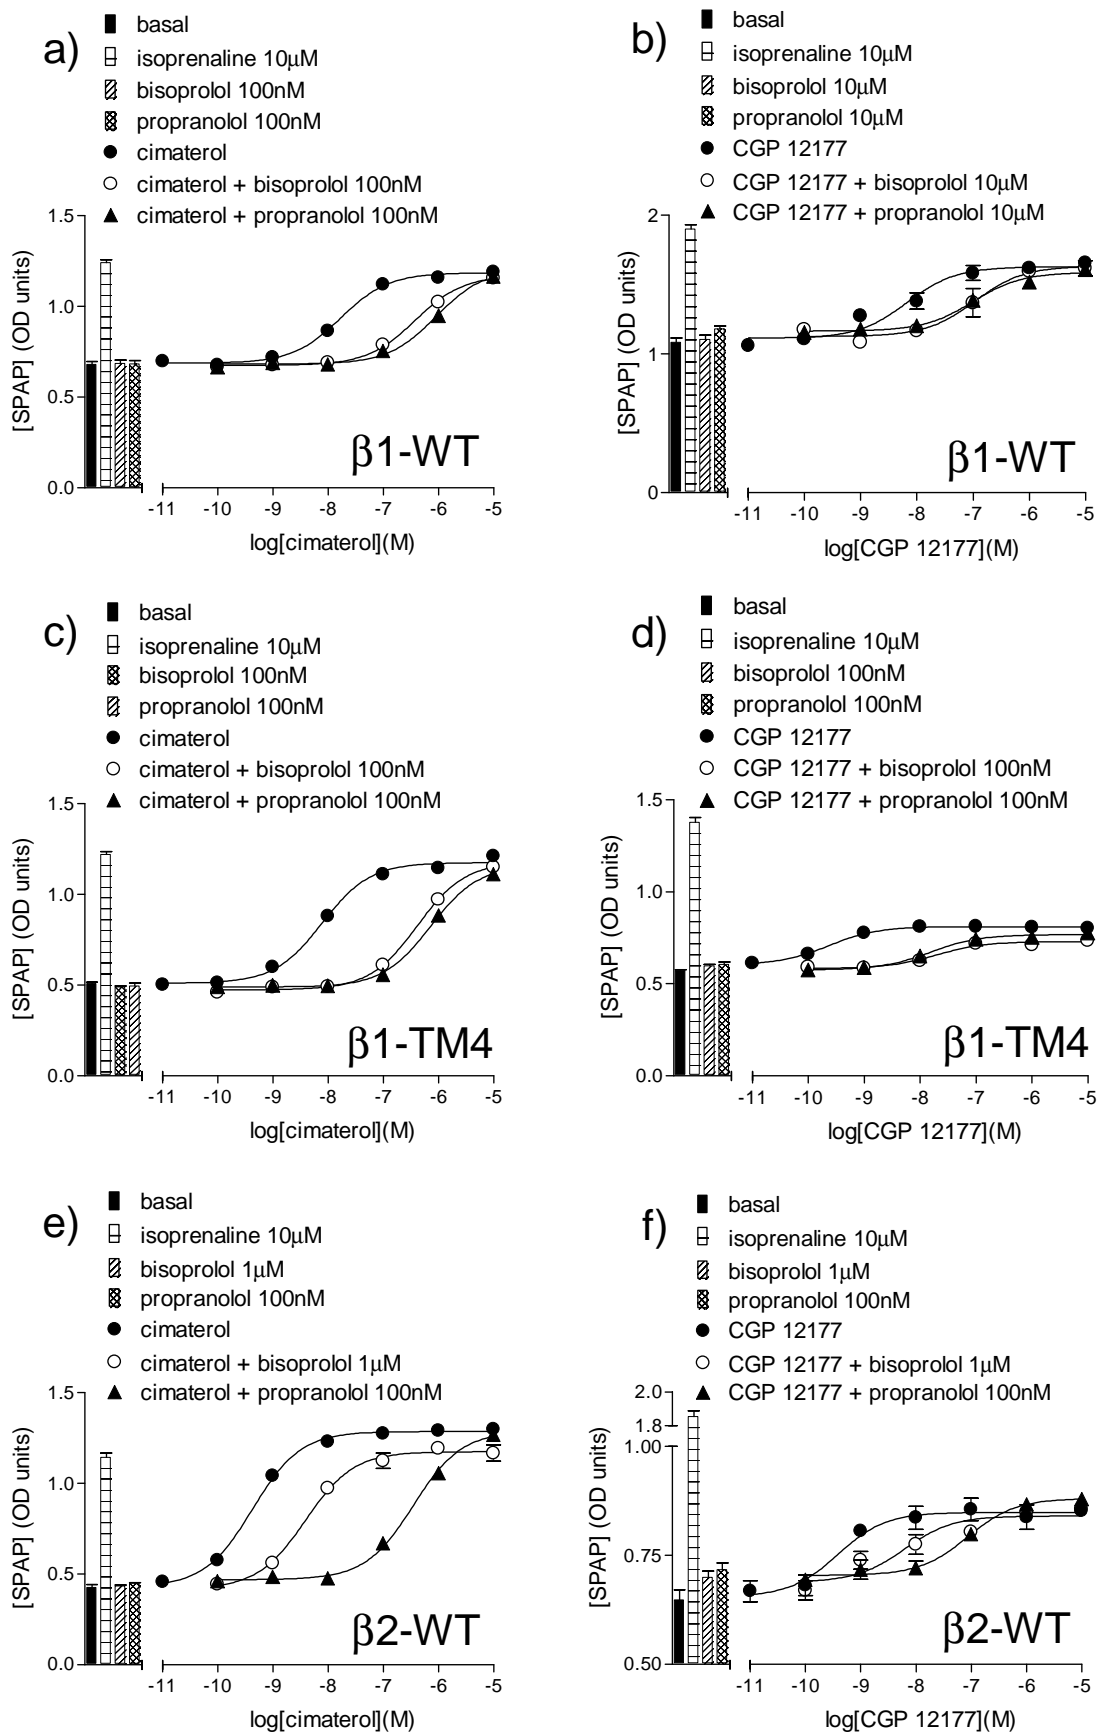 a)
basal
isoprenaline 10μM
bisoprolol 100nM
propranolol 100nM
cimaterol
cimaterol + bisoprolol 100nM
cimaterol + propranolol 100nM
[SPAP] (OD units)
1.5
1.0
0.5
0.0
β1-WT
-11 -10 -9 -8 -7 -6 -5
log[cimaterol](M)
b)
basal
isoprenaline 10μM
bisoprolol 10μM
propranolol 10μM
CGP 12177
CGP 12177 + bisoprolol 10μM
CGP 12177 + propranolol 10μM
[SPAP] (OD units)
2
1
0
β1-WT
-11 -10 -9 -8 -7 -6 -5
log[CGP 12177](M)
c)
basal
isoprenaline 10μM
bisoprolol 100nM
propranolol 100nM
cimaterol
cimaterol + bisoprolol 100nM
cimaterol + propranolol 100nM
[SPAP] (OD units)
1.5
1.0
0.5
0.0
β1-TM4
-11 -10 -9 -8 -7 -6 -5
log[cimaterol](M)
d)
basal
isoprenaline 10μM
bisoprolol 100nM
propranolol 100nM
CGP 12177
CGP 12177 + bisoprolol 100nM
CGP 12177 + propranolol 100nM
[SPAP] (OD units)
1.5
1.0
0.5
0.0
β1-TM4
-11 -10 -9 -8 -7 -6 -5
log[CGP 12177](M)
e)
basal
isoprenaline 10μM
bisoprolol 1μM
propranolol 100nM
cimaterol
cimaterol + bisoprolol 1μM
cimaterol + propranolol 100nM
[SPAP] (OD units)
1.5
1.0
0.5
0.0
β2-WT
-11 -10 -9 -8 -7 -6 -5
log[cimaterol](M)
f)
basal
isoprenaline 10μM
bisoprolol 1μM
propranolol 100nM
CGP 12177
CGP 12177 + bisoprolol 1μM
CGP 12177 + propranolol 100nM
[SPAP] (OD units)
2.0
1.8
1.00
0.75
0.50
β2-WT
-11 -10 -9 -8 -7 -6 -5
log[CGP 12177](M)